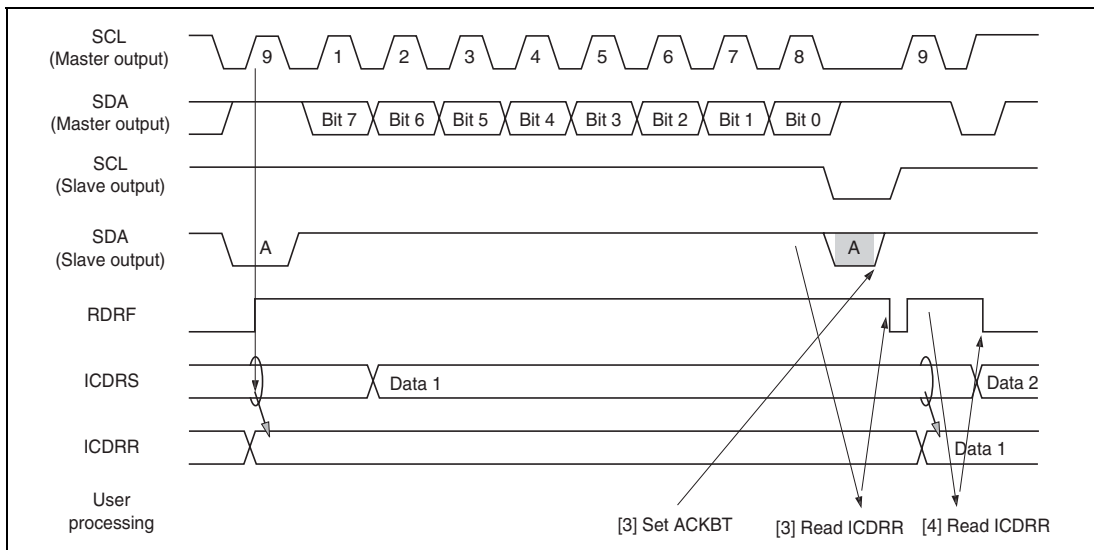 SCL
(Master output)
9 1 2 3 4 5 6 7 8 9
SDA
(Master output)
Bit 7 Bit 6 Bit 5 Bit 4 Bit 3 Bit 2 Bit 1 Bit 0
SCL
(Slave output)
SDA
(Slave output)
A A
RDRF
ICDRS
Data 1 Data 2
ICDRR
Data 1
User
processing
[3] Set ACKBT [3] Read ICDRR [4] Read ICDRR